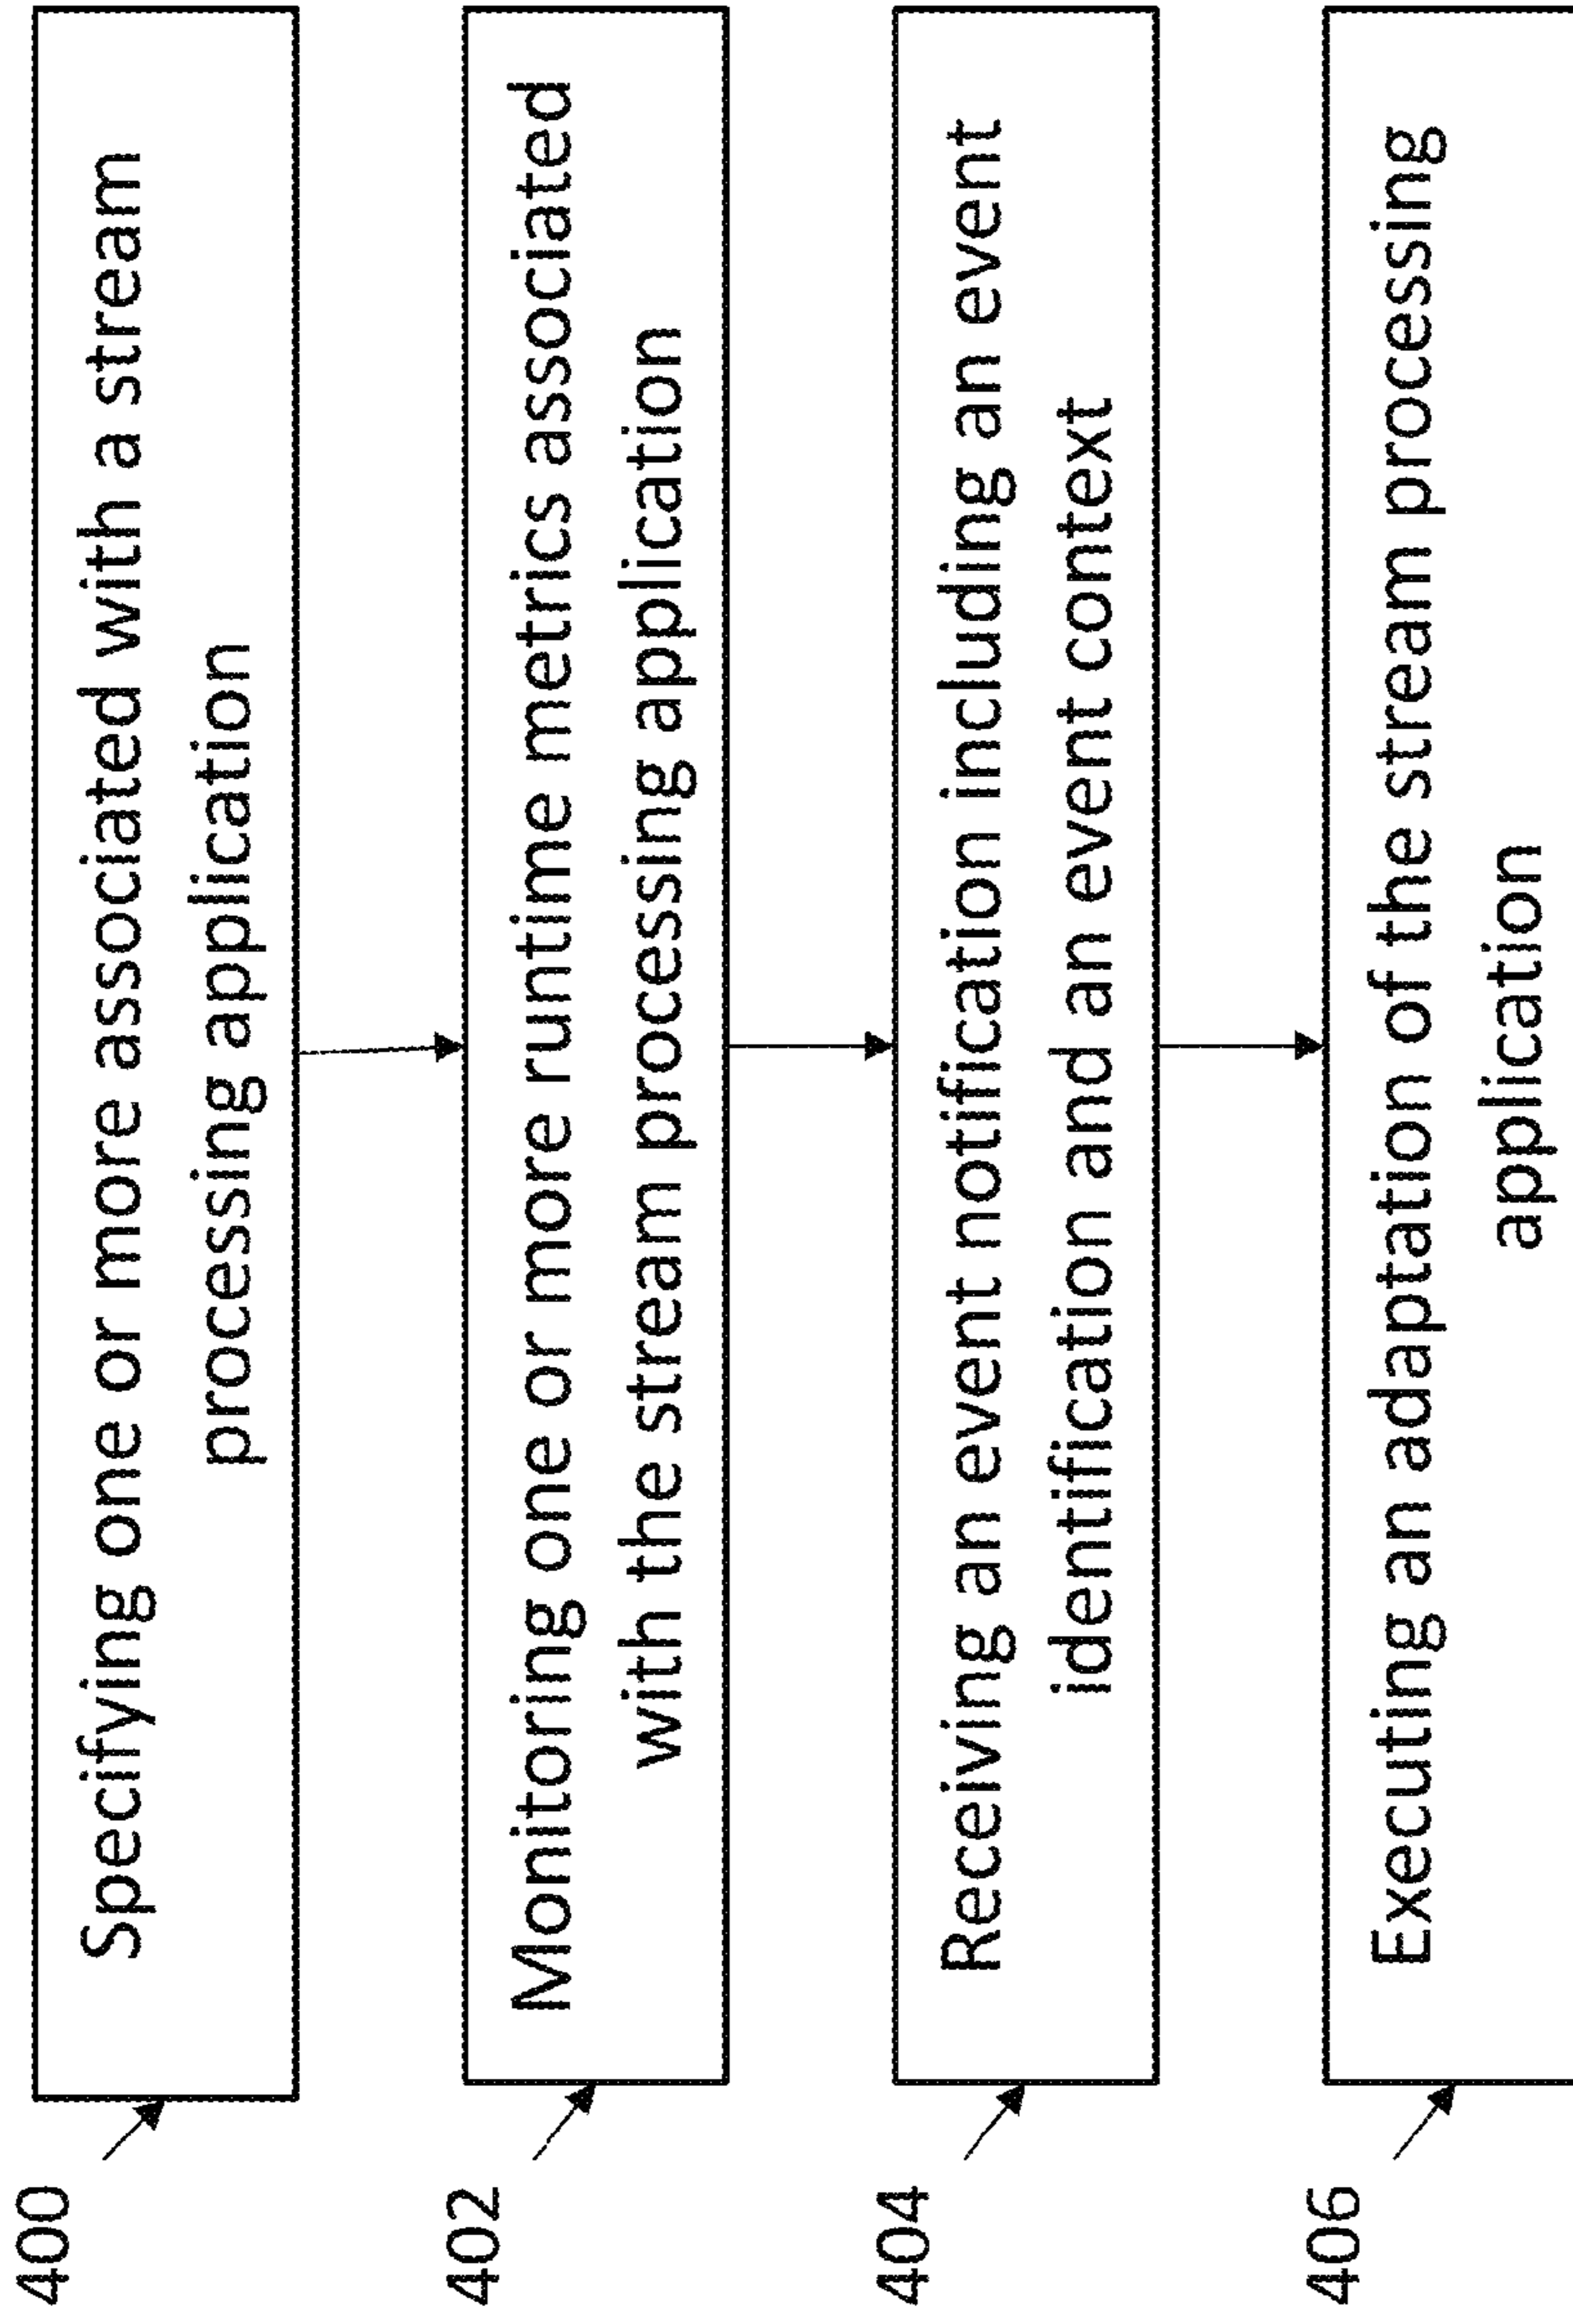 400
Specifying one or more associated with a stream
processing application
402
Monitoring one or more runtime metrics associated
with the stream processing application
404
Receiving an event notification including an event
identification and an event context
406
Executing an adaptation of the stream processing
application